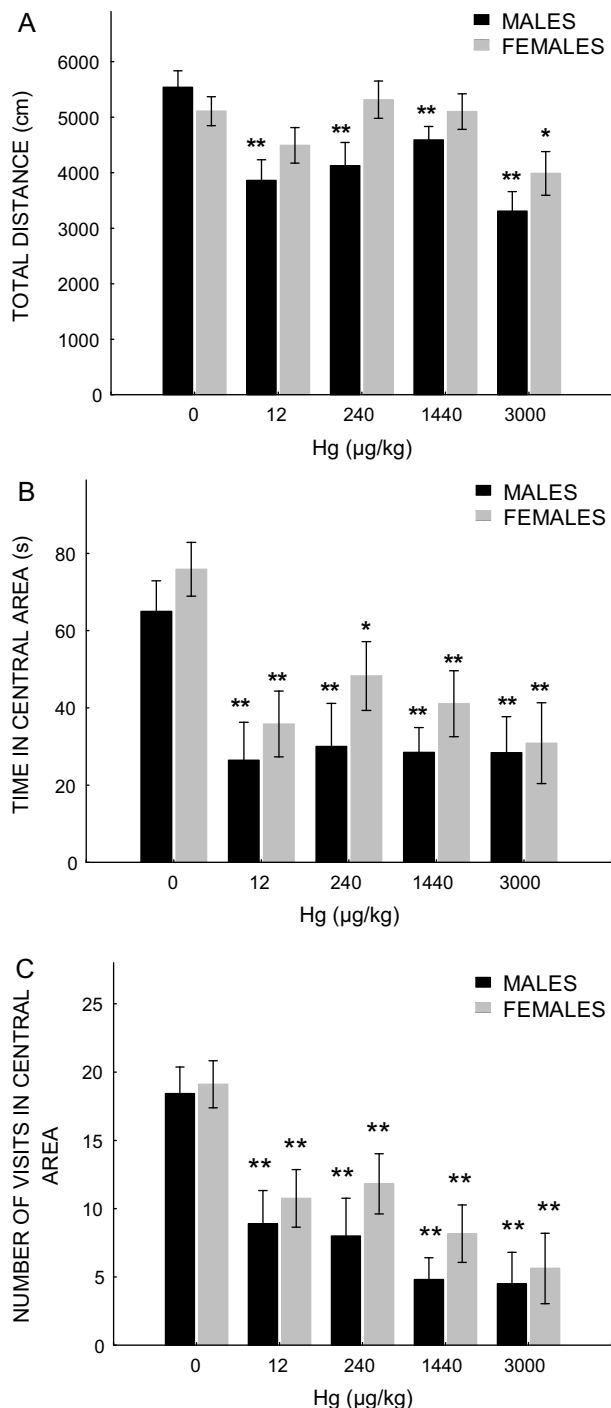 A
MALES
FEMALES
TOTAL DISTANCE (cm)
6000
5000
4000
3000
2000
1000
0
**
**
**
**
*
0 12 240 1440 3000
Hg (µg/kg)
B
MALES
FEMALES
TIME IN CENTRAL AREA (s)
80
60
40
20
0
**
**
**
*
**
**
**
**
0 12 240 1440 3000
Hg (µg/kg)
C
MALES
FEMALES
NUMBER OF VISITS IN CENTRAL
AREA
25
20
15
10
5
0
**
**
**
**
**
**
**
**
0 12 240 1440 3000
Hg (µg/kg)